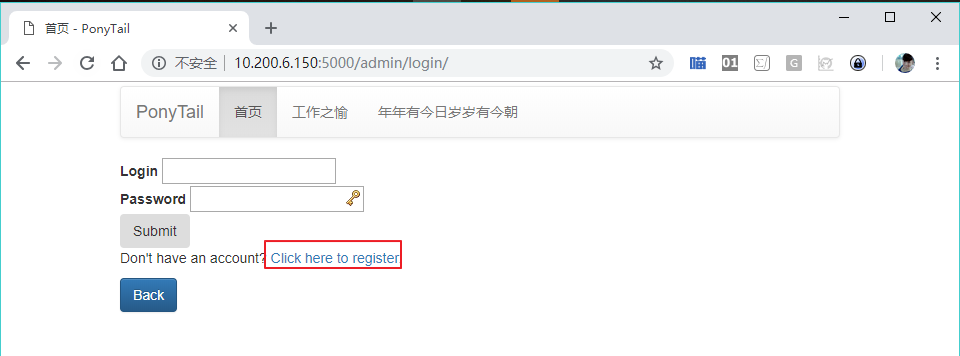 首页 - PonyTail
不安全 | 10.200.6.150:5000/admin/login/
PonyTail 首页 工作之愉 年年有今日岁岁有今朝
Login
Password
Submit
Don't have an account? Click here to register
Back